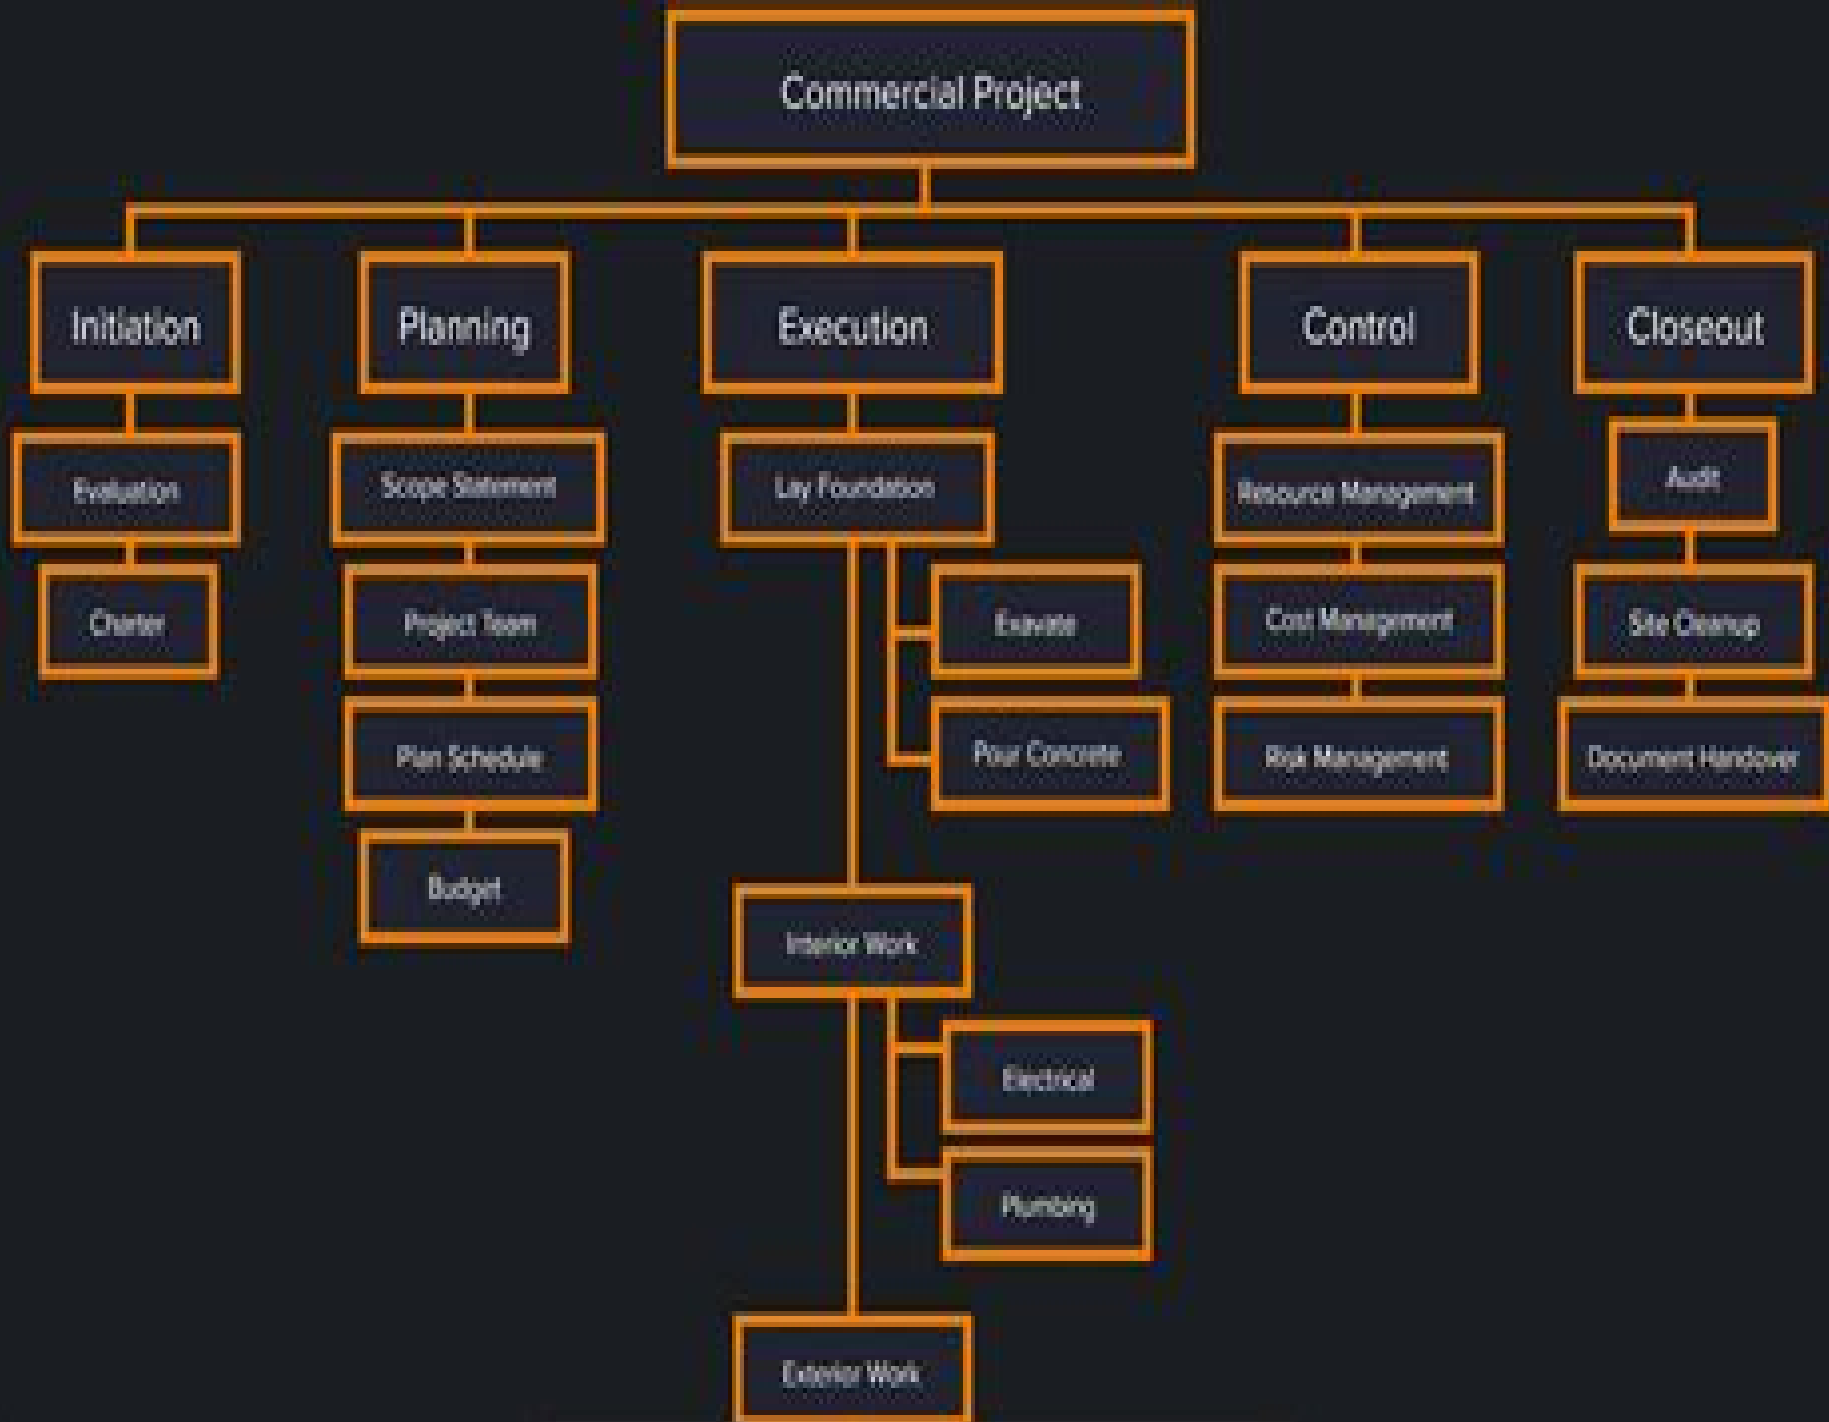 Commercial Project
Initiation
Planning
Execution
Control
Closeout
Evaluation
Scope Statement
Lay Foundation
Resource Management
Audit
Charter
Project Team
Exavate
Cost Management
Site Cleanup
Plan Schedule
Pour Concrete
Risk Management
Document Handover
Budget
Interior Work
Electrical
Plumbing
Exterior Work